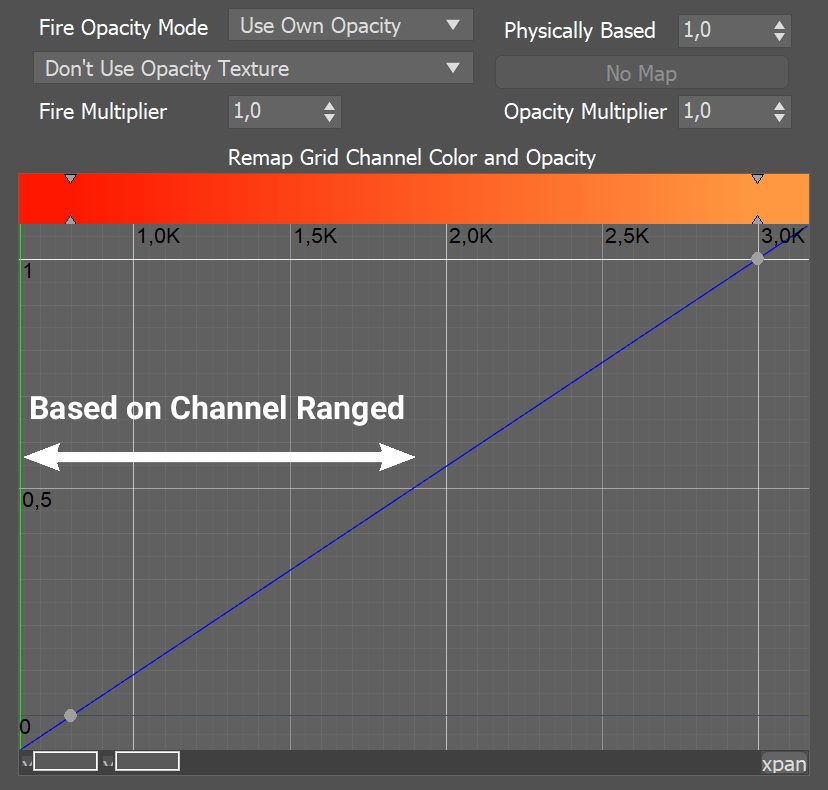 Fire Opacity Mode Use Own Opacity Physically Based 1,0
Don't Use Opacity Texture No Map
Fire Multiplier 1,0 Opacity Multiplier 1,0
Remap Grid Channel Color and Opacity
1,0K 1,5K 2,0K 2,5K 3,0K
1
Based on Channel Ranged
0,5
0
xpan